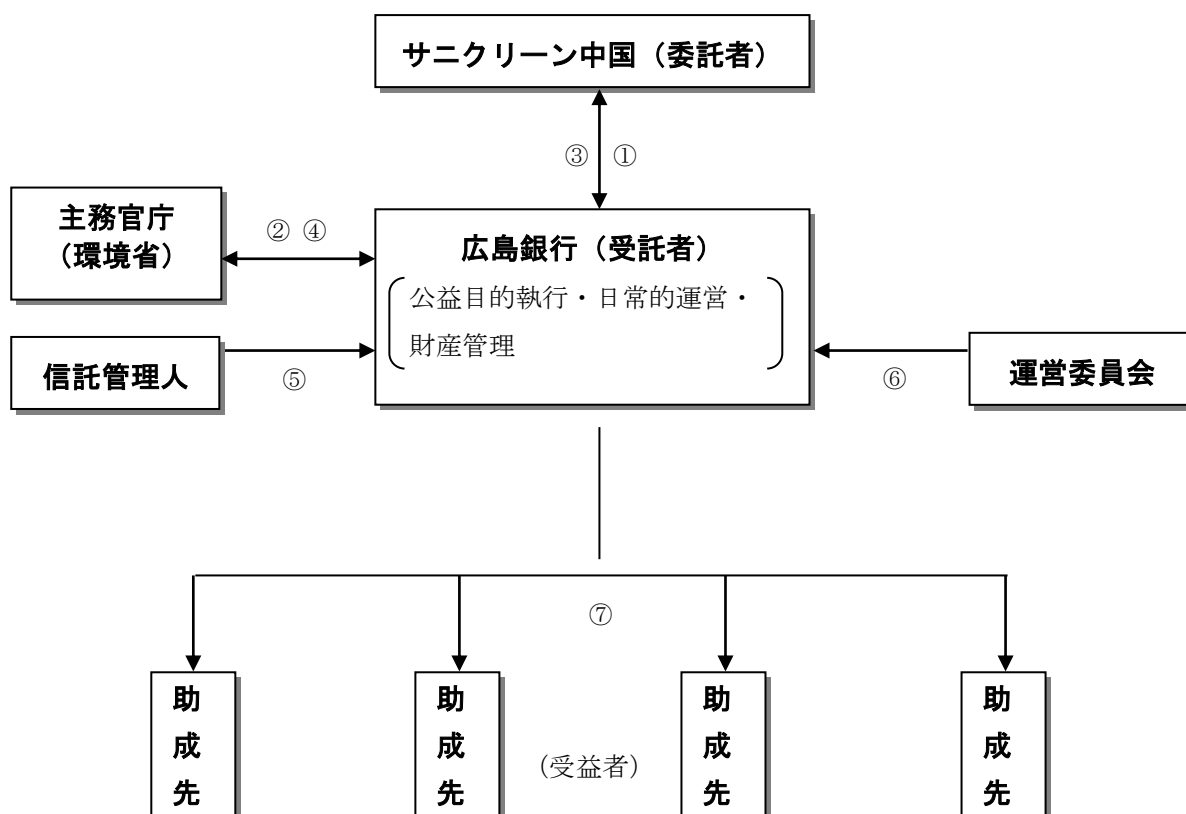 サニクリーン中国（委託者）
③ ①
主務官庁
（環境省）
② ④
広島銀行（受託者）
公益目的執行・日常的運営・
財産管理
信託管理人
⑤
⑥
運営委員会
⑦
助成先
助成先
（受益者）
助成先
助成先